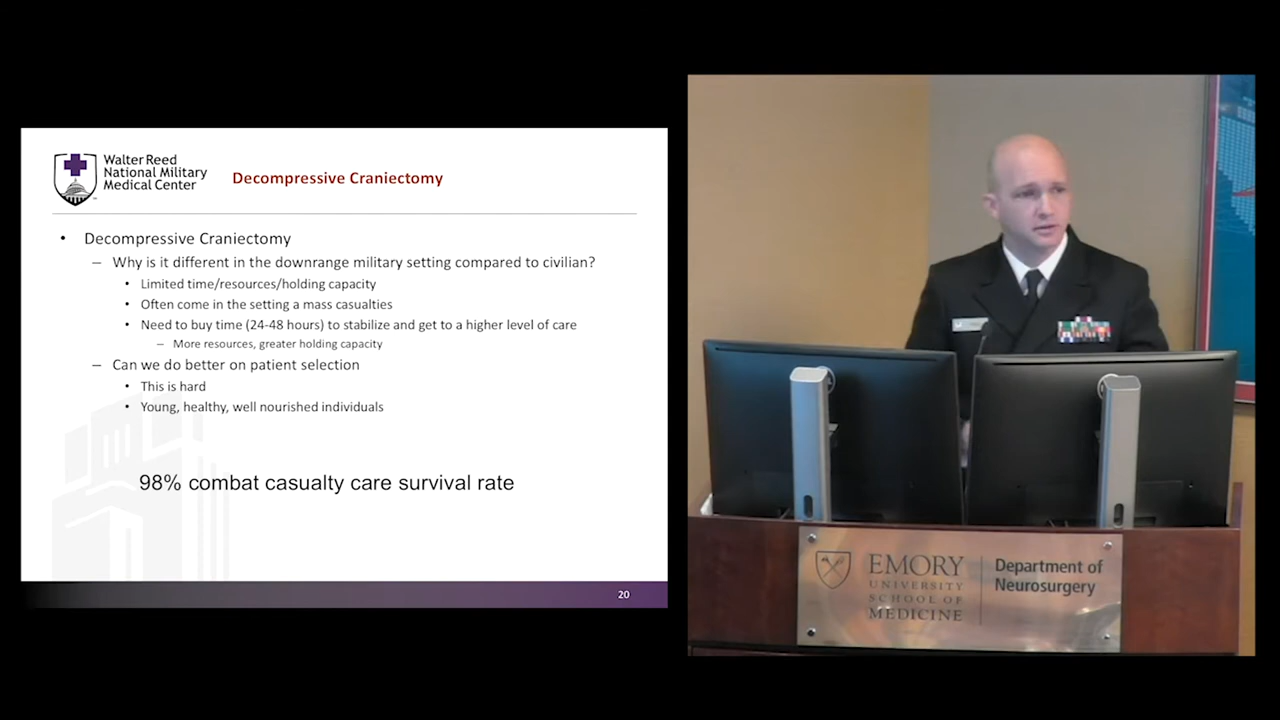 Walter Reed
National Military
Medical Center
Decompressive Craniectomy
• Decompressive Craniectomy
– Why is it different in the downrange military setting compared to civilian?
• Limited time/resources/holding capacity
• Often come in the setting a mass casualties
• Need to buy time (24-48 hours) to stabilize and get to a higher level of care
– More resources, greater holding capacity
– Can we do better on patient selection
• This is hard
• Young, healthy, well nourished individuals
98% combat casualty care survival rate
20
EMORY
UNIVERSITY
SCHOOL OF
MEDICINE
Department of
Neurosurgery